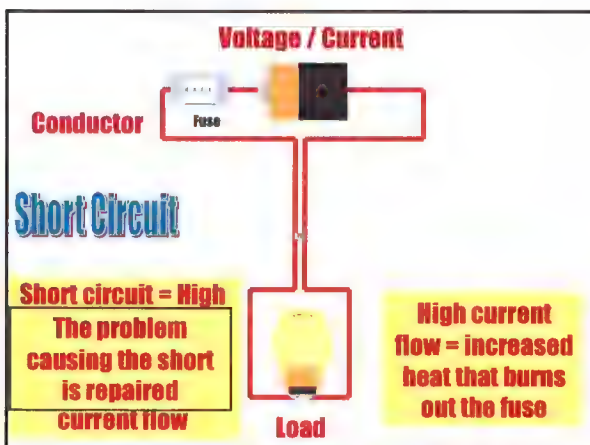 Voltage / Current
Fuse
Conductor
Short Circuit
Short circuit = High
The problem
causing the short
is repaired
current flow
High current
flow = increased
heat that burns
out the fuse
Load